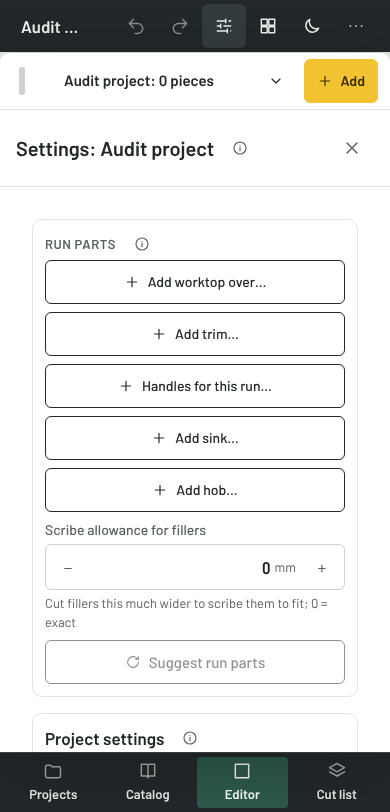 Audit ...
Audit project: 0 pieces
Add
Settings: Audit project
RUN PARTS
Add worktop over...
Add trim...
Handles for this run...
Add sink...
Add hob...
Scribe allowance for fillers
− 0 mm +
Cut fillers this much wider to scribe them to fit; 0 =
exact
Suggest run parts
Project settings
Projects Catalog Editor Cut list